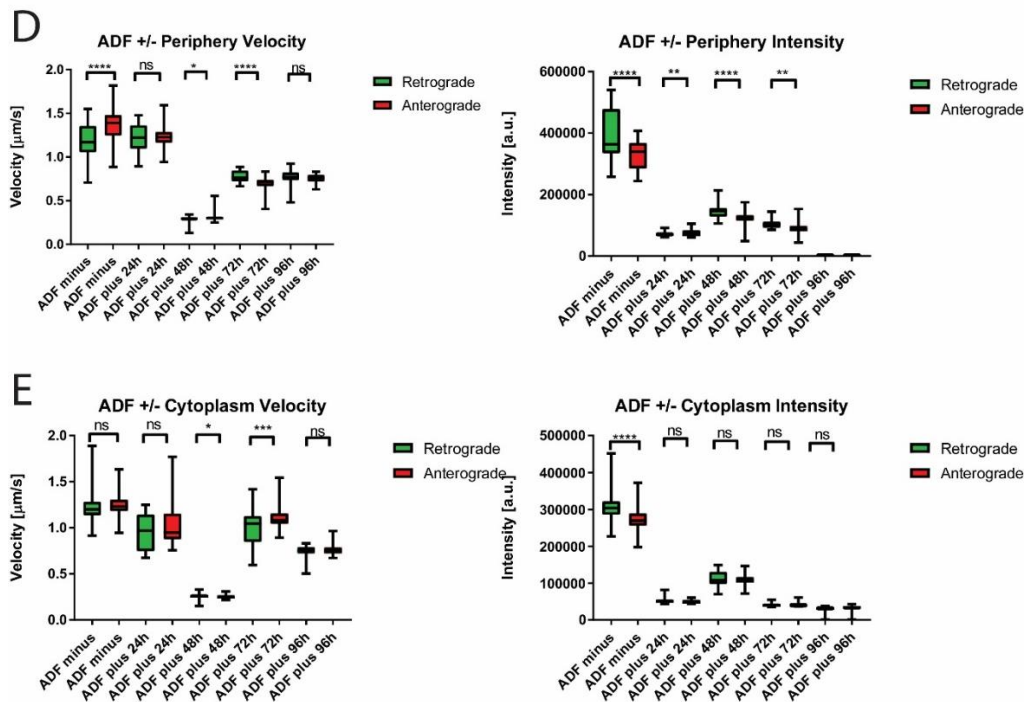 D
ADF +/- Periphery Velocity
**** ns * **** ns
2.0
1.5
1.0
0.5
0.0
Velocity [µm/s]
Retrograde
Anterograde
ADF minus
ADF minus
ADF plus 24h
ADF plus 24h
ADF plus 48h
ADF plus 48h
ADF plus 72h
ADF plus 72h
ADF plus 96h
ADF plus 96h
ADF +/- Periphery Intensity
**** ** **** **
600000
400000
200000
0
Intensity [a.u.]
Retrograde
Anterograde
ADF minus
ADF minus
ADF plus 24h
ADF plus 24h
ADF plus 48h
ADF plus 48h
ADF plus 72h
ADF plus 72h
ADF plus 96h
ADF plus 96h
E
ADF +/- Cytoplasm Velocity
ns ns * *** ns
2.0
1.5
1.0
0.5
0.0
Velocity [µm/s]
Retrograde
Anterograde
ADF minus
ADF minus
ADF plus 24h
ADF plus 24h
ADF plus 48h
ADF plus 48h
ADF plus 72h
ADF plus 72h
ADF plus 96h
ADF plus 96h
ADF +/- Cytoplasm Intensity
**** ns ns ns ns
500000
400000
300000
200000
100000
0
Intensity [a.u.]
Retrograde
Anterograde
ADF minus
ADF minus
ADF plus 24h
ADF plus 24h
ADF plus 48h
ADF plus 48h
ADF plus 72h
ADF plus 72h
ADF plus 96h
ADF plus 96h